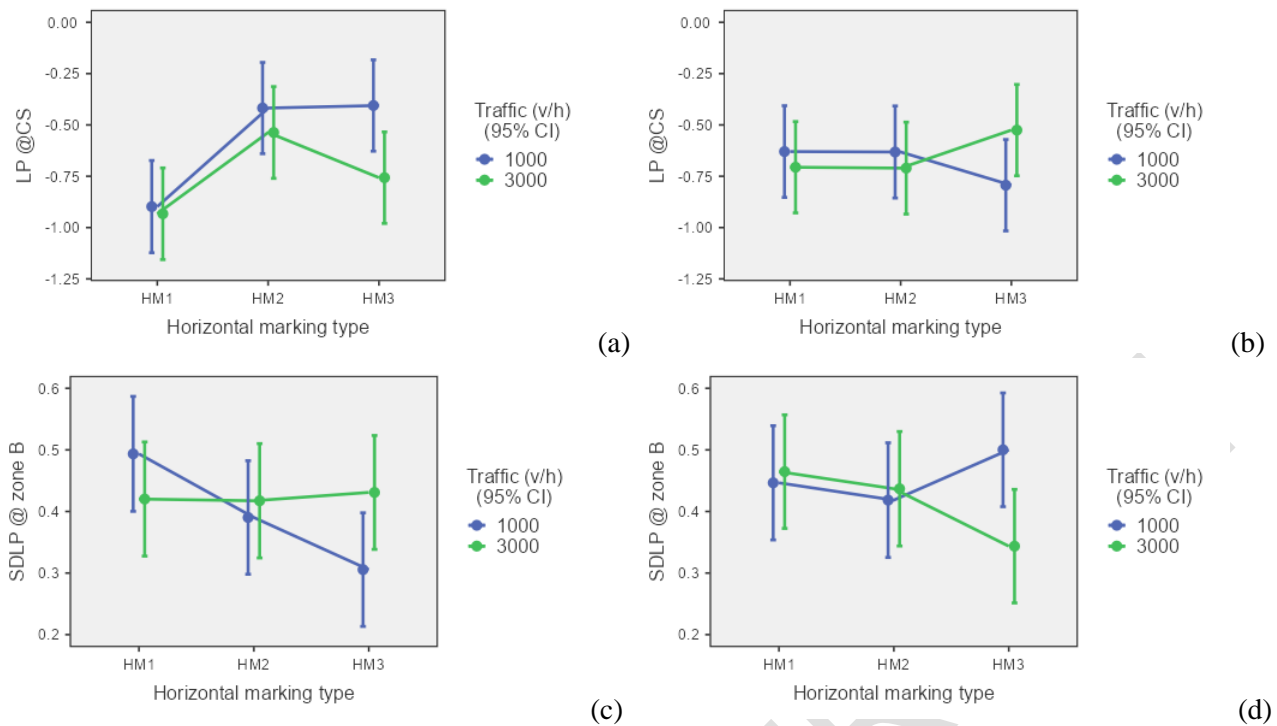 0.00
-0.25
-0.50
-0.75
-1.00
-1.25
LP @CS
HM1 HM2 HM3
Horizontal marking type
Traffic (v/h)
(95% CI)
1000
3000
(a)
0.00
-0.25
-0.50
-0.75
-1.00
-1.25
LP @CS
HM1 HM2 HM3
Horizontal marking type
Traffic (v/h)
(95% CI)
1000
3000
(b)
0.6
0.5
0.4
0.3
0.2
SDLP @ zone B
HM1 HM2 HM3
Horizontal marking type
Traffic (v/h)
(95% CI)
1000
3000
(c)
0.6
0.5
0.4
0.3
0.2
SDLP @ zone B
HM1 HM2 HM3
Horizontal marking type
Traffic (v/h)
(95% CI)
1000
3000
(d)